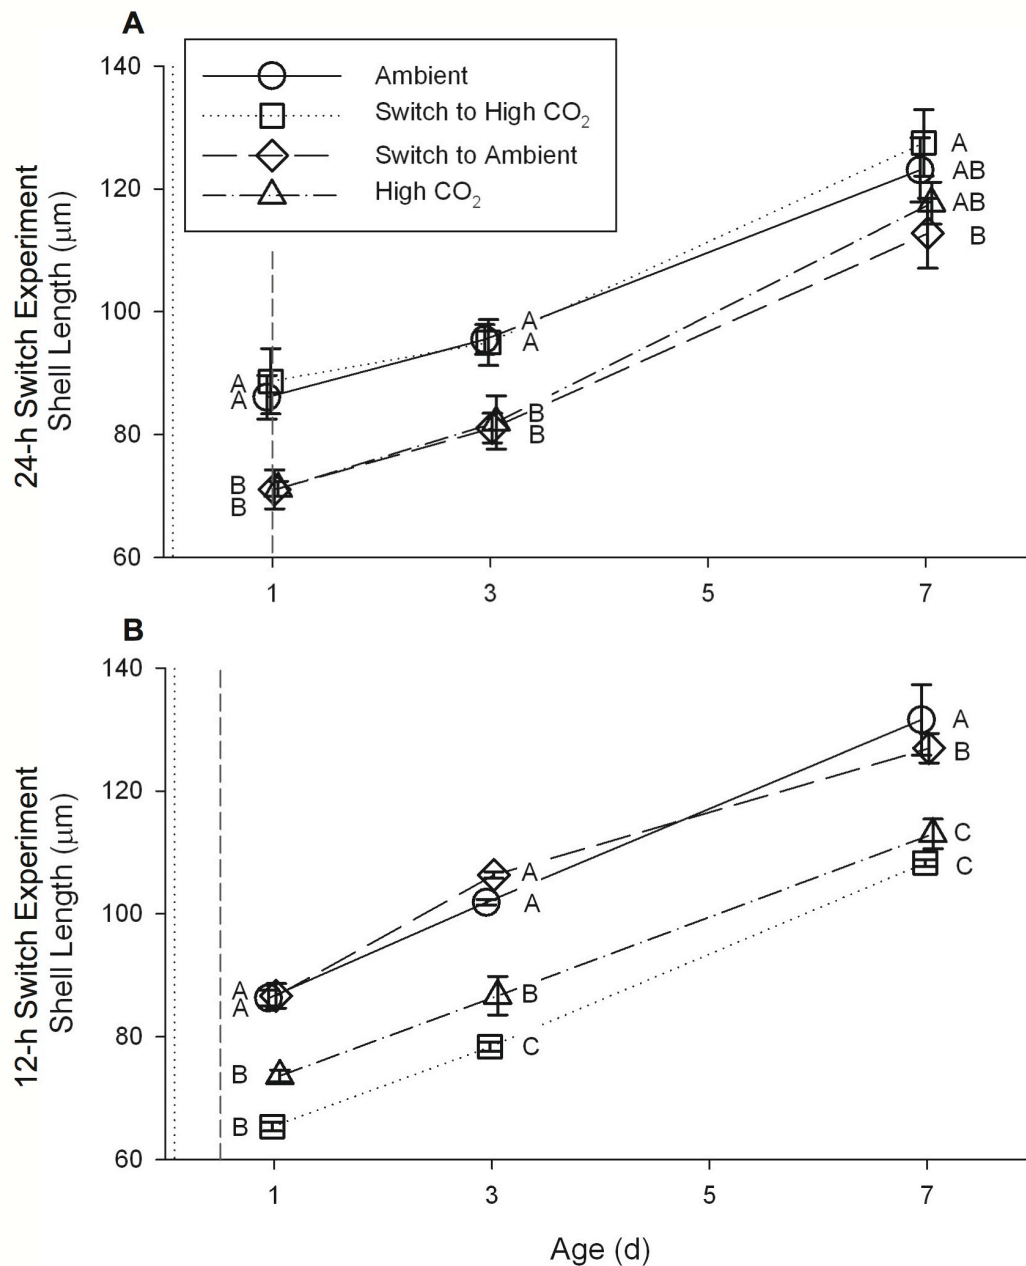 A
24-h Switch Experiment
Shell Length (μm)
140
120
100
80
60
Ambient
Switch to High CO₂
Switch to Ambient
High CO₂
A
A
B
B
A
A
B
B
A
AB
AB
B
1
3
5
7
B
12-h Switch Experiment
Shell Length (μm)
140
120
100
80
60
A
A
B
B
A
A
B
C
A
B
C
C
1
3
5
7
Age (d)